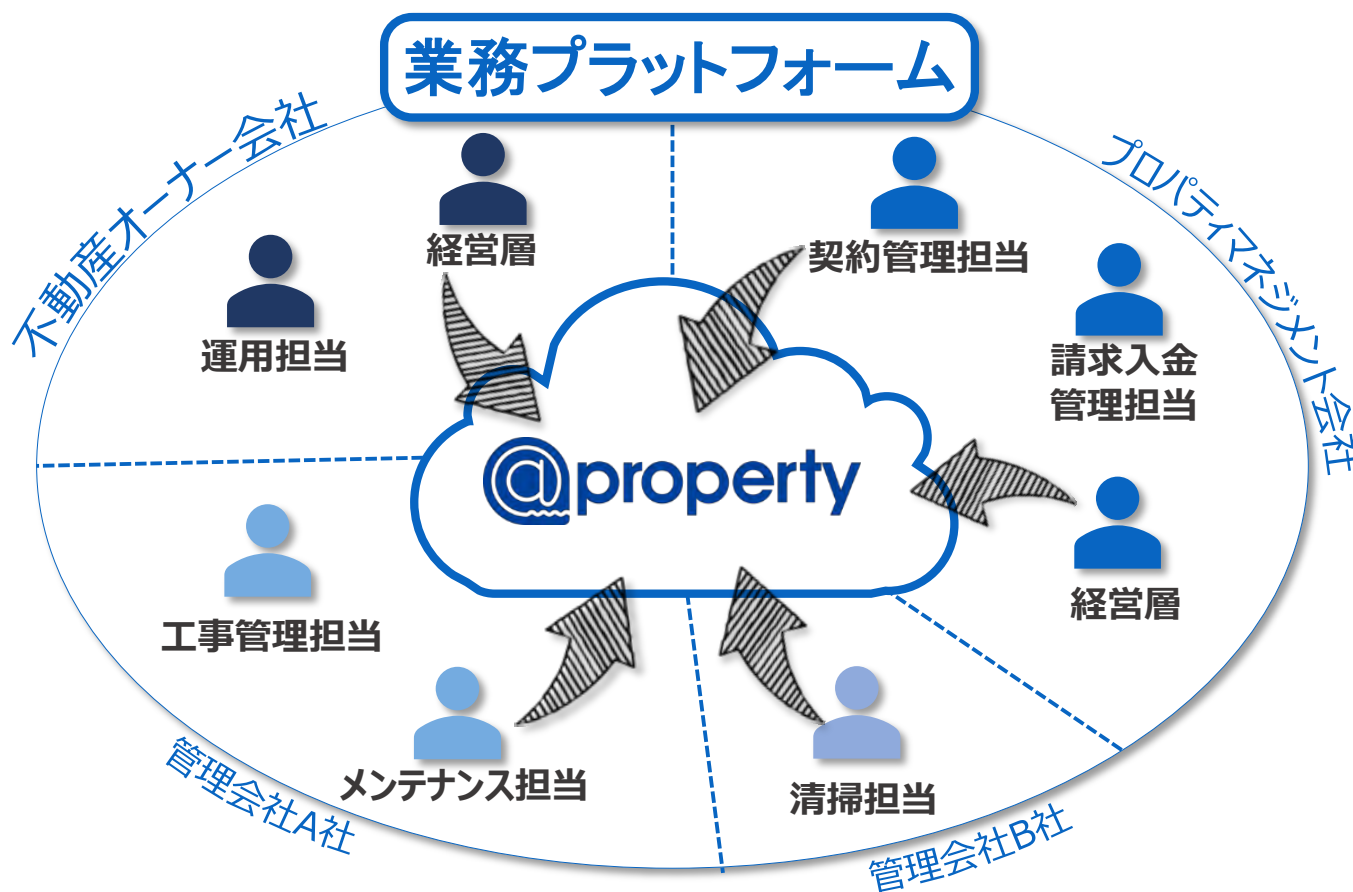 業務プラットフォーム
不動産オーナー会社
経営層
運用担当
プロパティマネジメント会社
契約管理担当
請求入金
管理担当
経営層
@property
工事管理担当
メンテナンス担当
管理会社A社
清掃担当
管理会社B社